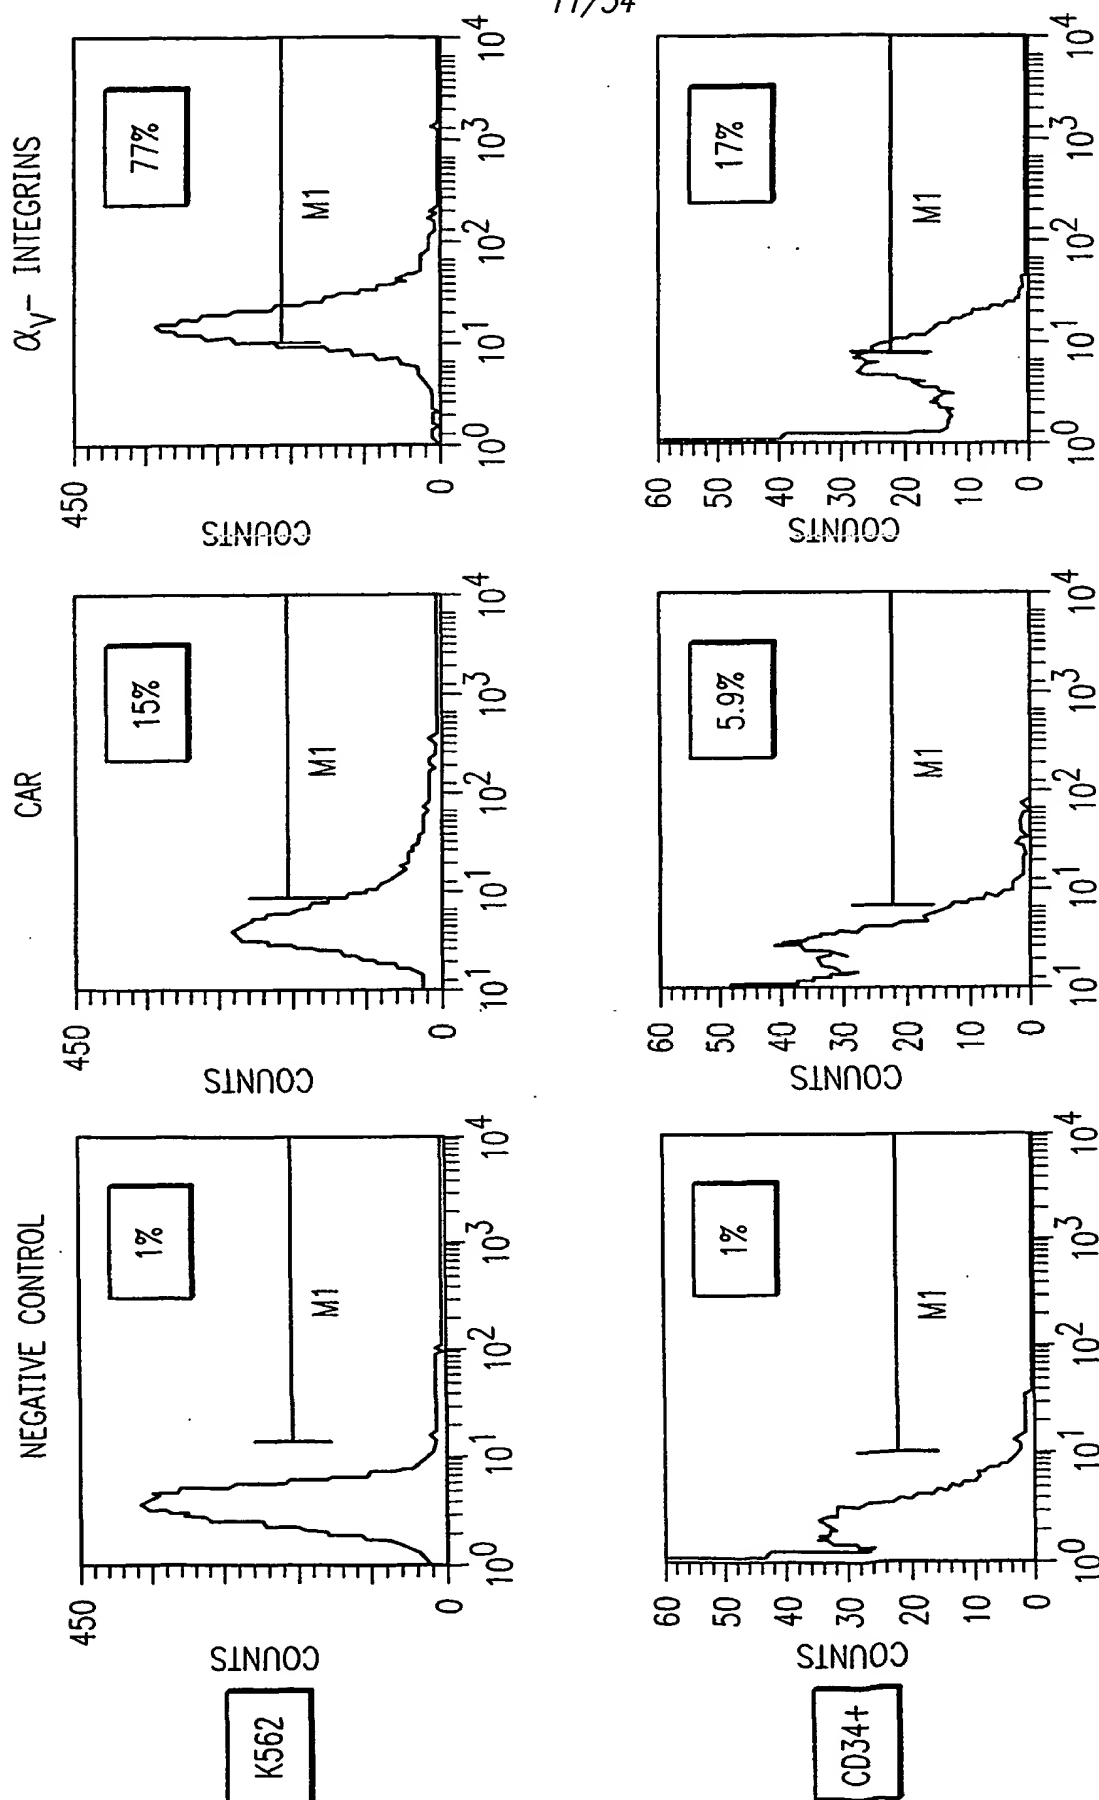 11/34
NEGATIVE CONTROL
CAR
αV- INTEGRINS
K562
COUNTS
450
0
1%
M1
10^0 10^1 10^2 10^3 10^4
COUNTS
450
0
15%
M1
10^1 10^1 10^2 10^3 10^4
COUNTS
450
0
77%
M1
10^0 10^1 10^2 10^3 10^4
CD34+
COUNTS
60
50
40
30
20
10
0
1%
M1
10^0 10^1 10^2 10^3 10^4
COUNTS
60
50
40
30
20
10
0
5.9%
M1
10^1 10^1 10^2 10^3 10^4
COUNTS
60
50
40
30
20
10
0
17%
M1
10^0 10^1 10^2 10^3 10^4